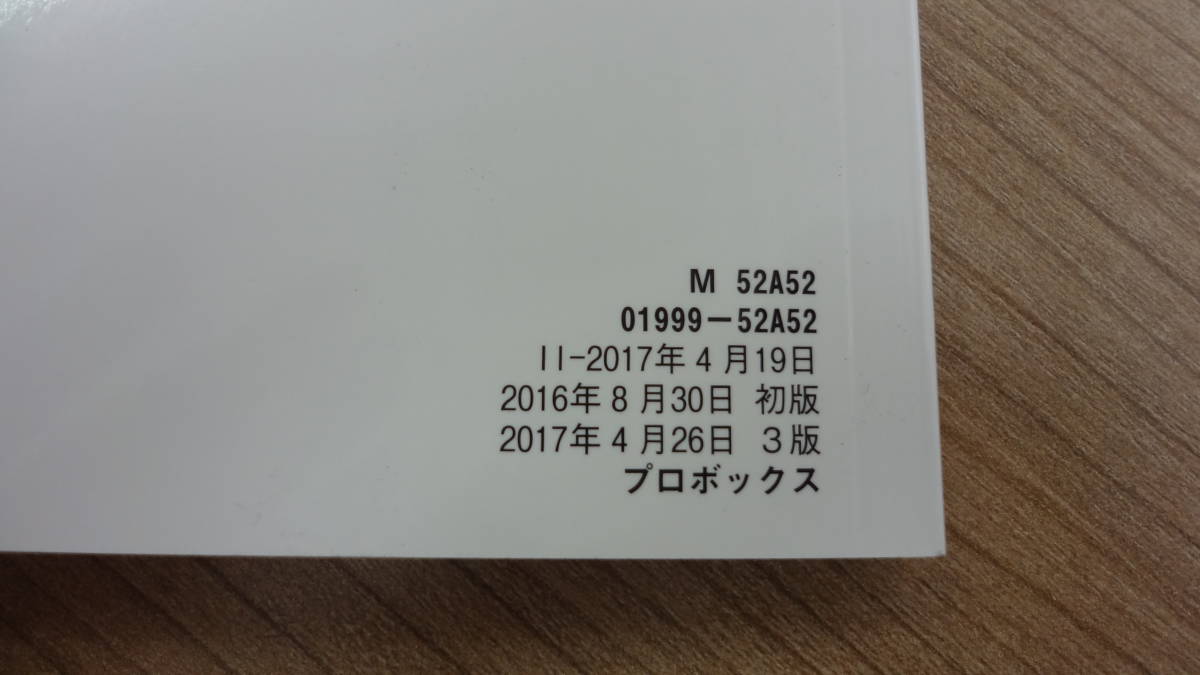 M 52A52
01999－52A52
II-2017年4月19日
2016年8月30日 初版
2017年4月26日 3版
プロボックス